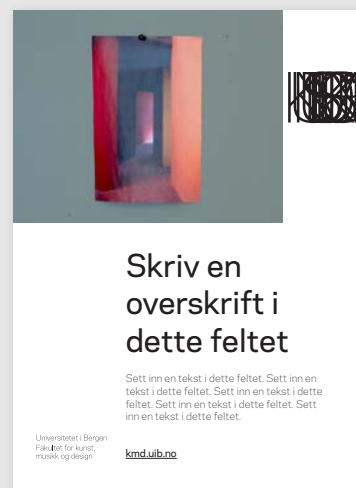 Skriv en
overskrift i
dette feltet
Sett inn en tekst i dette feltet. Sett inn en
tekst i dette feltet. Sett inn en tekst i dette
feltet. Sett inn en tekst i dette feltet. Sett
inn en tekst i dette feltet.
Universitetet i Bergen
Fakultet for kunst,
musikk og design
kmd.uib.no